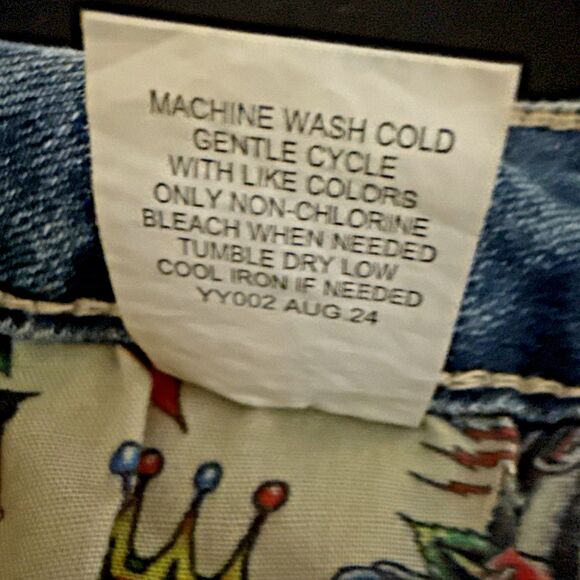 MACHINE WASH COLD
GENTLE CYCLE
WITH LIKE COLORS
ONLY NON-CHLORINE
BLEACH WHEN NEEDED
TUMBLE DRY LOW
COOL IRON IF NEEDED
YY002 AUG.24